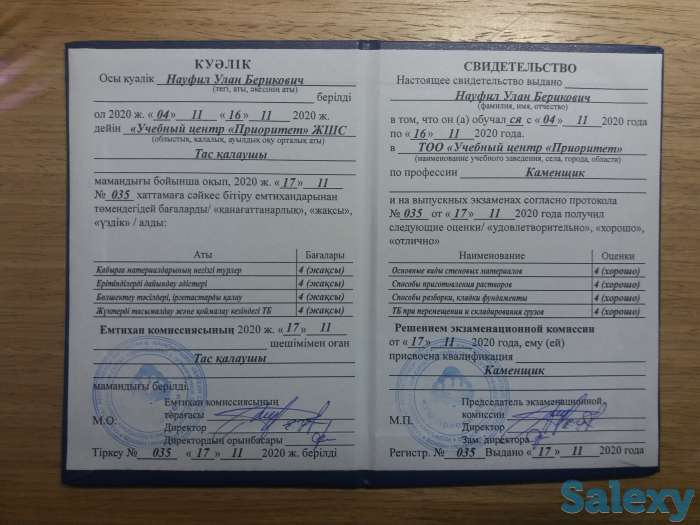 КУӘЛІК
Осы куәлік Науфил Улан Берикович
(тегі, аты, әкесінің аты)
берілді
ол 2020 ж. «04» 11 «16» 11 2020 ж.
дейін «Учебный центр «Приоритет» ЖШС
(облыстық, қалалық, ауылдық оқу орталық аты)
Тас қалаушы
мамандығы бойынша оқып, 2020 ж. «17» 11
№ 035 хаттамаға сәйкес бітіру емтихандарынан
төмендегідей бағаларды/ «қанағаттанарлық», «жақсы»,
«үздік» / алды:
Аты Бағалары
Қабырға материалдарының негізгі түрлер 4 (жақсы)
Ерітінділерді дайындау әдістері 4 (жақсы)
Бөлшектеу тәсілдері, іргетастарды қалау 4 (жақсы)
Жүктерді тасымалдау және қоймалау кезіндегі ТБ 4 (жақсы)
Емтихан комиссиясының 2020 ж. «17» 11
шешімімен оған
Тас қалаушы
мамандығы берілді.
Емтихан комиссиясының
төрағасы
М.О. Директор
Директордың орынбасары
Тіркеу № 035 «17» 11 2020 ж. берілді
СВИДЕТЕЛЬСТВО
Настоящее свидетельство выдано
Науфил Улан Берикович
(фамилия, имя, отчество)
в том, что он (а) обучал ся с «04» 11 2020 года
по «16» 11 2020года.
в ТОО «Учебный центр «Приоритет»
(наименование учебного заведения, села, города, области)
по профессии Каменщик
и на выпускных экзаменах согласно протокола
№ 035 от «17» 11 2020 года получил
следующие оценки/ «удовлетворительно», «хорошо»,
«отлично»
Наименование Оценки
Основные виды стеновых материалов 4 (хорошо)
Способы приготовления растворов 4 (хорошо)
Способы разборки, кладки фундаменты 4 (хорошо)
ТБ при перемещении и складирования грузов 4 (хорошо)
Решением экзаменационной комиссии
от «17» 11 2020 года, ему (ей)
присвоена квалификация
Каменщик
Председатель экзаменационной
комиссии
М.П. Директор
Зам. директора
Регистр. № 035 Выдано «17» 11 2020 года
Salexy